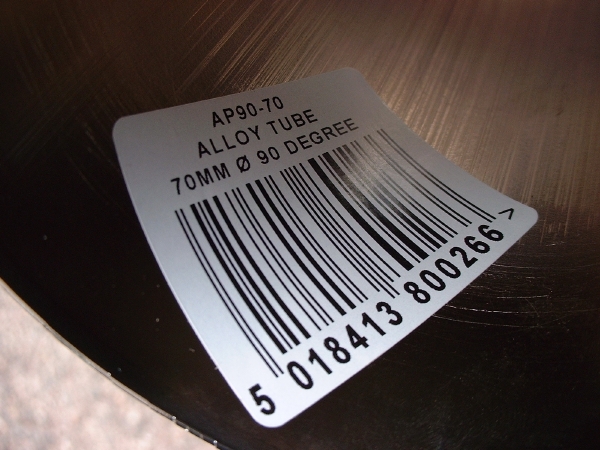 AP90-70
ALLOY TUBE
70MM Ø 90 DEGREE
5 018413 800266 >